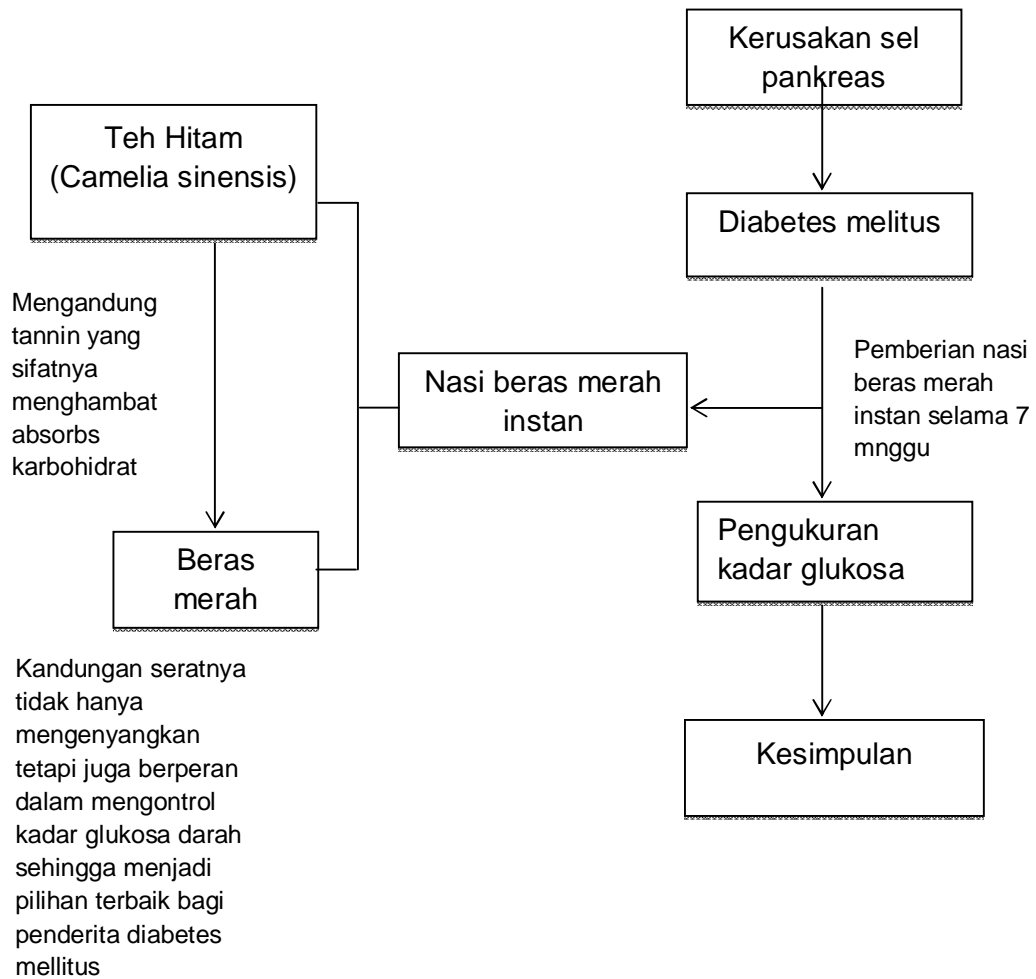 Kerusakan sel
pankreas
Teh Hitam
(Camelia sinensis)
Diabetes melitus
Mengandung
tannin yang
sifatnya
menghambat
absorbs
karbohidrat
Nasi beras merah
instan
Pemberian nasi
beras merah
instan selama 7
mnggu
Pengukuran
kadar glukosa
Beras
merah
Kandungan seratnya
tidak hanya
mengenyangkan
tetapi juga berperan
dalam mengontrol
kadar glukosa darah
sehingga menjadi
pilihan terbaik bagi
penderita diabetes
mellitus
Kesimpulan